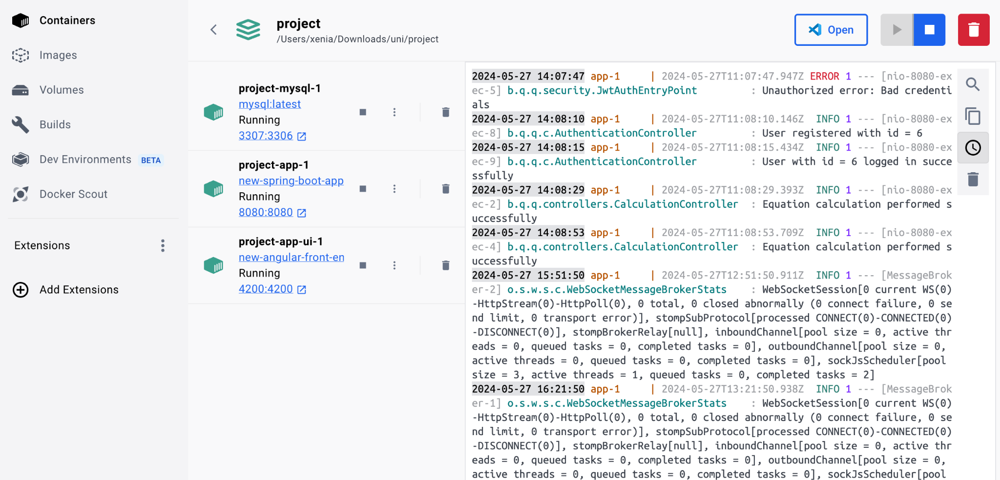 Containers
Images
Volumes
Builds
Dev Environments BETA
Docker Scout
Extensions
Add Extensions
project
/Users/xenia/Downloads/uni/project
Open
project-mysql-1
mysql:latest
Running
3307:3306
project-app-1
new-spring-boot-app
Running
8080:8080
project-app-ui-1
new-angular-front-en
Running
4200:4200
2024-05-27 14:07:47 app-1 | 2024-05-27T11:07:47.947Z ERROR 1 --- [nio-8080-ex
ec-5] b.q.q.security.JwtAuthEntryPoint : Unauthorized error: Bad credenti
als
2024-05-27 14:08:10 app-1 | 2024-05-27T11:08:10.146Z INFO 1 --- [nio-8080-ex
ec-8] b.q.q.c.AuthenticationController : User registered with id = 6
2024-05-27 14:08:15 app-1 | 2024-05-27T11:08:15.434Z INFO 1 --- [nio-8080-ex
ec-9] b.q.q.c.AuthenticationController : User with id = 6 logged in succe
ssfully
2024-05-27 14:08:29 app-1 | 2024-05-27T11:08:29.393Z INFO 1 --- [nio-8080-ex
ec-2] b.q.q.controllers.CalculationController : Equation calculation performed s
uccessfully
2024-05-27 14:08:53 app-1 | 2024-05-27T11:08:53.709Z INFO 1 --- [nio-8080-ex
ec-4] b.q.q.controllers.CalculationController : Equation calculation performed s
uccessfully
2024-05-27 15:51:50 app-1 | 2024-05-27T12:51:50.911Z INFO 1 --- [MessageBrok
er-2] o.s.w.s.c.WebSocketMessageBrokerStats : WebSocketSession[0 current WS(0)
-HttpStream(0)-HttpPoll(0), 0 total, 0 closed abnormally (0 connect failure, 0 se
nd limit, 0 transport error)], stompSubProtocol[processed CONNECT(0)-CONNECTED(0)
-DISCONNECT(0)], stompBrokerRelay[null], inboundChannel[pool size = 0, active thr
eads = 0, queued tasks = 0, completed tasks = 0], outboundChannel[pool size = 0,
active threads = 0, queued tasks = 0, completed tasks = 0], sockJsScheduler[pool
size = 3, active threads = 1, queued tasks = 0, completed tasks = 2]
2024-05-27 16:21:50 app-1 | 2024-05-27T13:21:50.938Z INFO 1 --- [MessageBrok
er-1] o.s.w.s.c.WebSocketMessageBrokerStats : WebSocketSession[0 current WS(0)
-HttpStream(0)-HttpPoll(0), 0 total, 0 closed abnormally (0 connect failure, 0 se
nd limit, 0 transport error)], stompSubProtocol[processed CONNECT(0)-CONNECTED(0)
-DISCONNECT(0)], stompBrokerRelay[null], inboundChannel[pool size = 0, active thr
eads = 0, queued tasks = 0, completed tasks = 0], outboundChannel[pool size = 0,
active threads = 0, queued tasks = 0, completed tasks = 0], sockJsScheduler[pool